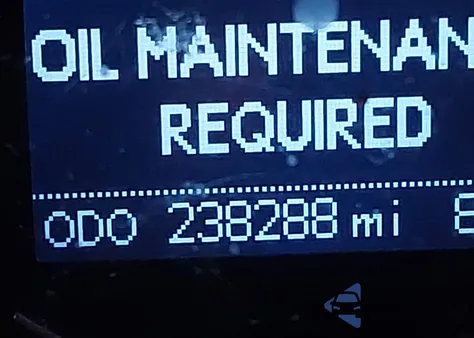 OIL MAINTENAN
REQUIRED
ODO 238288 mi